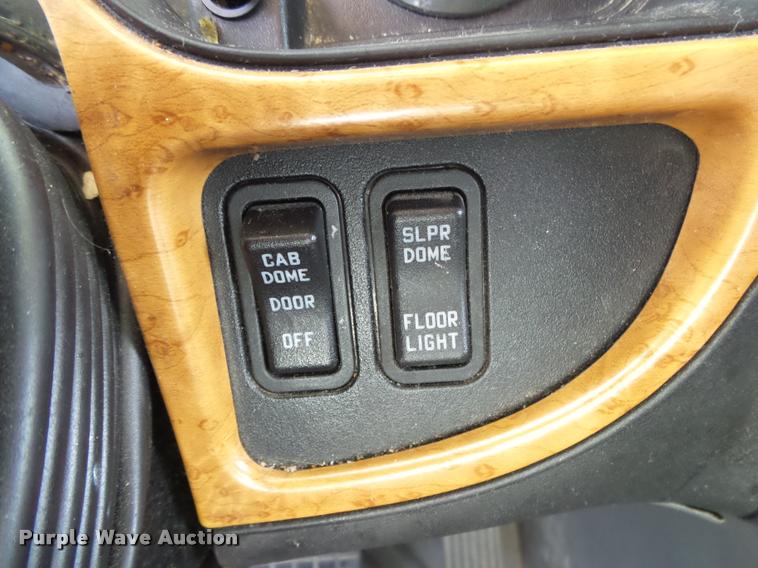 CAB
DOME
DOOR
OFF
SLPR
DOME
FLOOR
LIGHT
Purple Wave Auction®